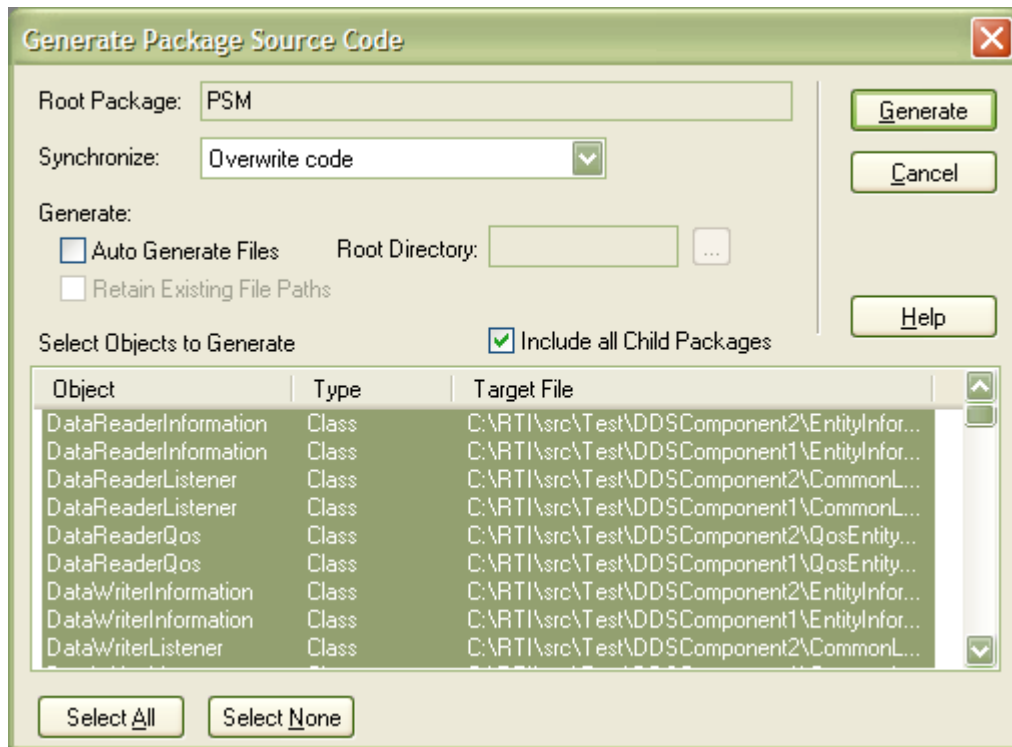 Generate Package Source Code
Root Package: PSM
Generate
Synchronize: Overwrite code
Cancel
Generate:
Auto Generate Files Root Directory: ...
Retain Existing File Paths
Help
Select Objects to Generate Include all Child Packages
Object Type Target File
DataReaderInformation Class C:\RTI\src\Test\DDSComponent2\EntityInfor...
DataReaderInformation Class C:\RTI\src\Test\DDSComponent1\EntityInfor...
DataReaderListener Class C:\RTI\src\Test\DDSComponent2\CommonL...
DataReaderListener Class C:\RTI\src\Test\DDSComponent1\CommonL...
DataReaderQos Class C:\RTI\src\Test\DDSComponent2\QosEntity...
DataReaderQos Class C:\RTI\src\Test\DDSComponent1\QosEntity...
DataWriterInformation Class C:\RTI\src\Test\DDSComponent2\EntityInfor...
DataWriterInformation Class C:\RTI\src\Test\DDSComponent1\EntityInfor...
DataWriterListener Class C:\RTI\src\Test\DDSComponent2\CommonL...
Select All Select None